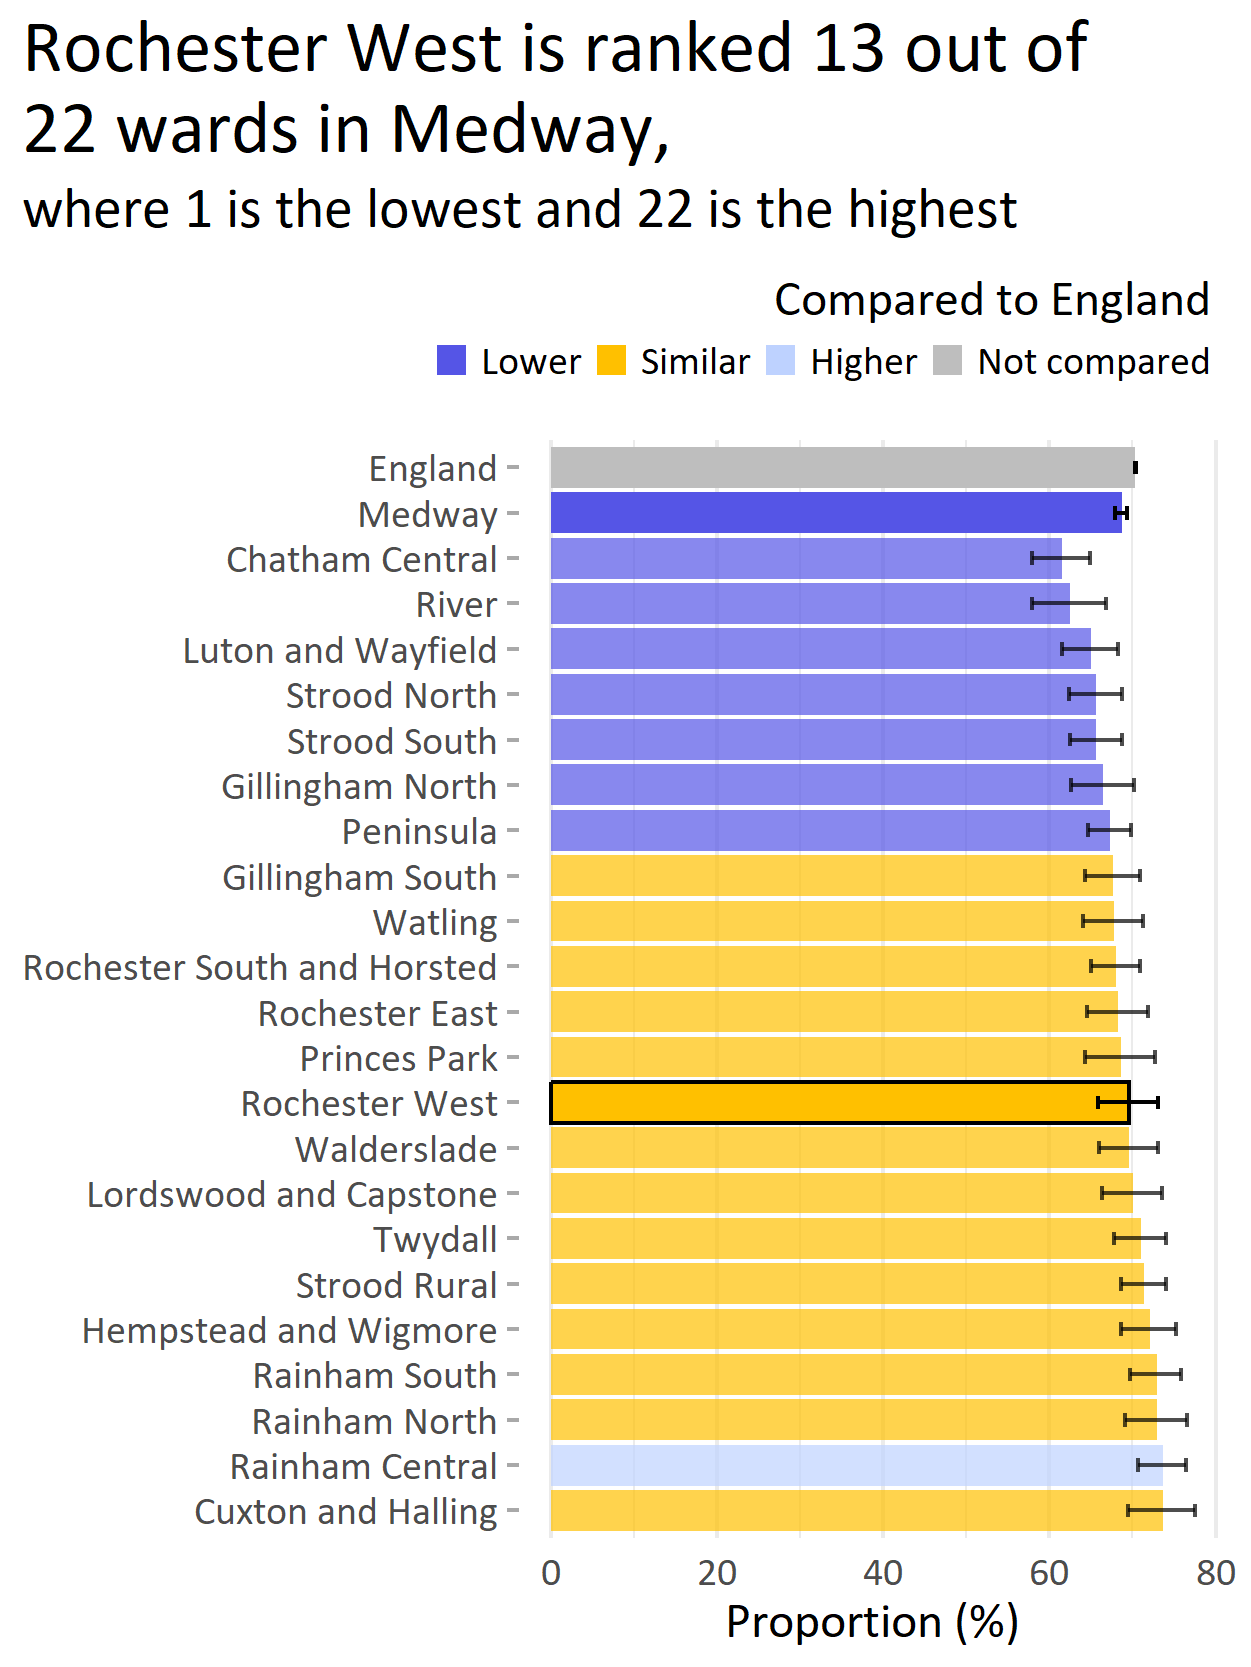 Rochester West is ranked 13 out of
22 wards in Medway,
where 1 is the lowest and 22 is the highest
Compared to England
Lower Similar Higher Not compared
England
Medway
Chatham Central
River
Luton and Wayfield
Strood North
Strood South
Gillingham North
Peninsula
Gillingham South
Watling
Rochester South and Horsted
Rochester East
Princes Park
Rochester West
Walderslade
Lordswood and Capstone
Twydall
Strood Rural
Hempstead and Wigmore
Rainham South
Rainham North
Rainham Central
Cuxton and Halling
0 20 40 60 80
Proportion (%)